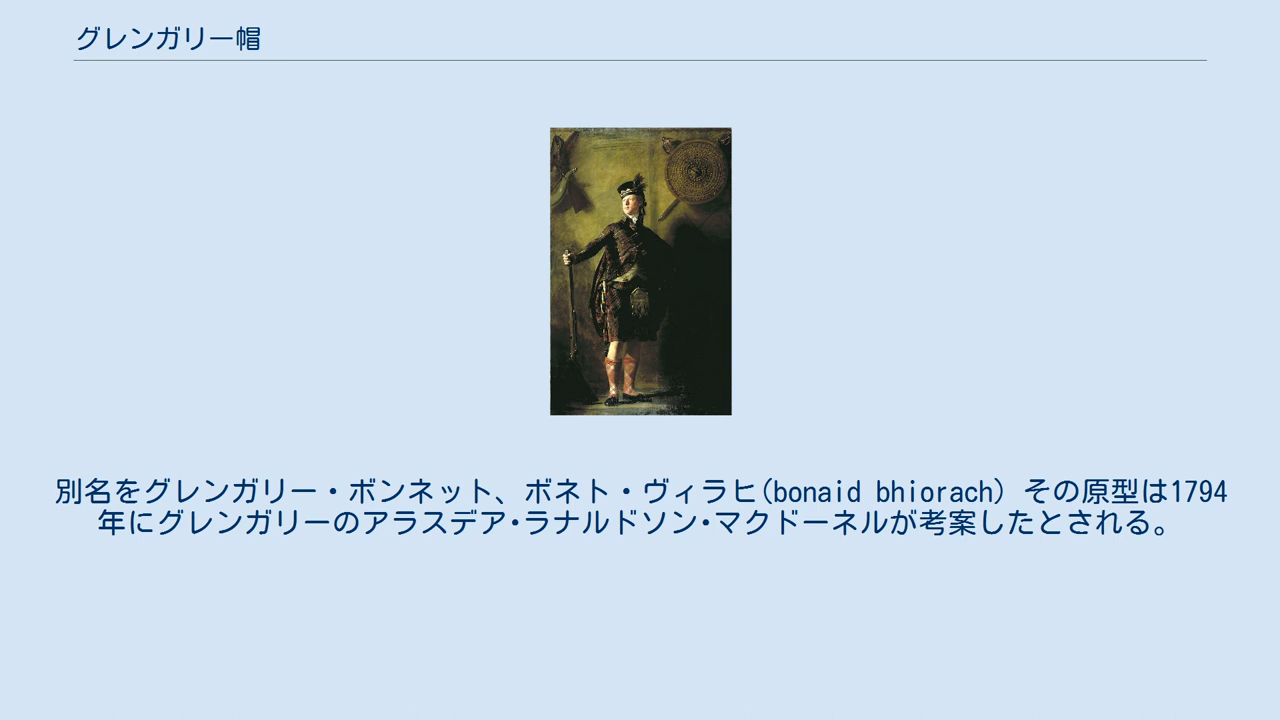 グレンガリー帽
別名をグレンガリー・ボンネット、ボネト・ヴィラヒ(bonaid bhiorach) その原型は1794
年にグレンガリーのアラスデア・ラナルドソン・マクドーネルが考案したとされる。